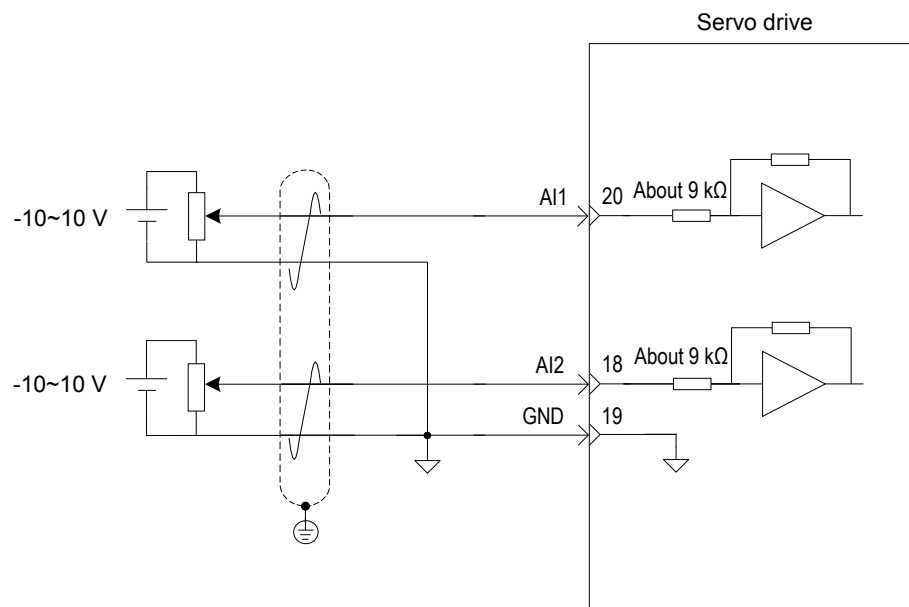 Servo drive
-10~10 V
AI1
20
About 9 kΩ
-10~10 V
AI2
18
About 9 kΩ
GND
19